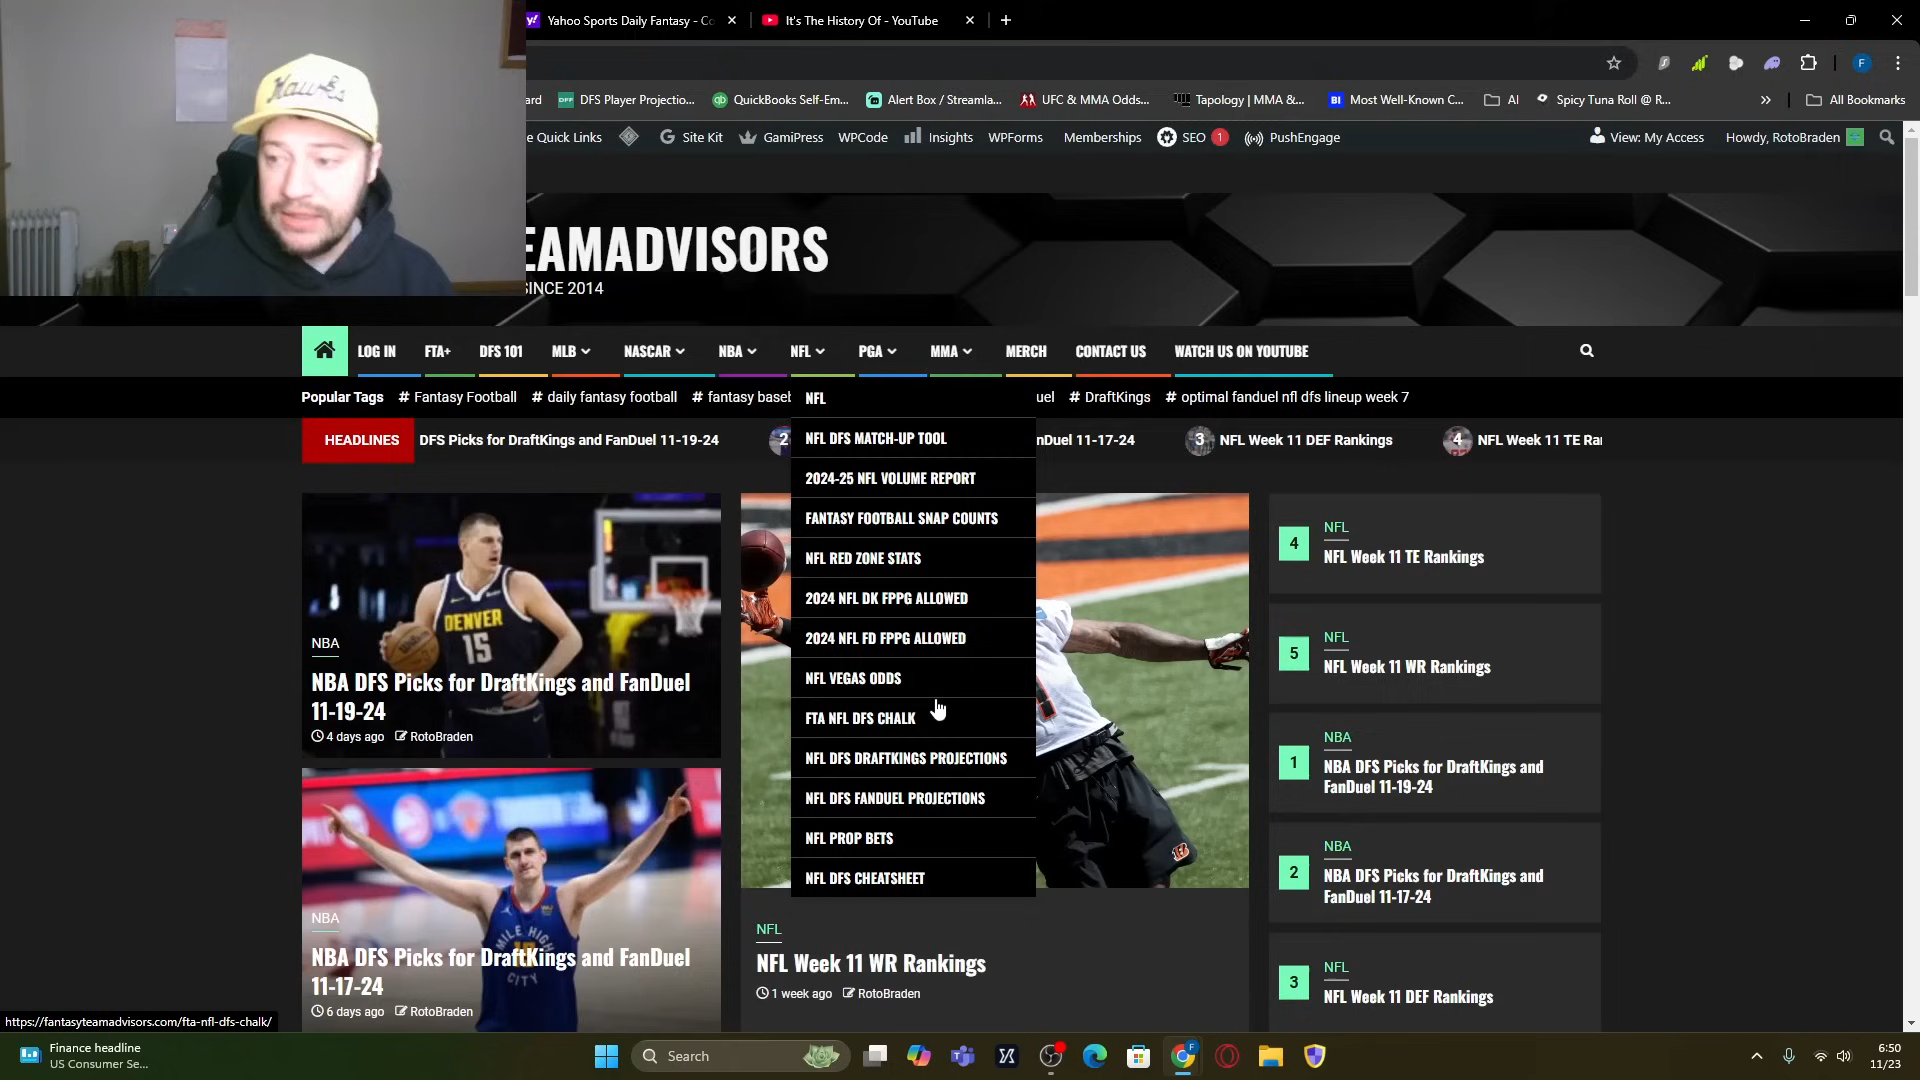 Yahoo Sports Daily Fantasy - Co
It's The History Of - YouTube
ard
DFS Player Projectio...
QuickBooks Self-Em...
Alert Box / Streamla...
UFC & MMA Odds...
Tapology | MMA &...
Most Well-Known C...
AI
Spicy Tuna Roll @ R...
All Bookmarks
e Quick Links
Site Kit
GamiPress
WPCode
Insights
WPForms
Memberships
SEO 1
PushEngage
View: My Access
Howdy, RotoBraden
Hawks
EAMADVISORS
SINCE 2014
LOG IN
FTA+
DFS 101
MLB
NASCAR
NBA
NFL
PGA
MMA
MERCH
CONTACT US
WATCH US ON YOUTUBE
Popular Tags
# Fantasy Football
# daily fantasy football
# fantasy baseb
uel
# DraftKings
# optimal fanduel nfl dfs lineup week 7
HEADLINES
DFS Picks for DraftKings and FanDuel 11-19-24
2
nDuel 11-17-24
3 NFL Week 11 DEF Rankings
4 NFL Week 11 TE Ra
NFL
NFL DFS MATCH-UP TOOL
2024-25 NFL VOLUME REPORT
FANTASY FOOTBALL SNAP COUNTS
NFL RED ZONE STATS
2024 NFL DK FPPG ALLOWED
2024 NFL FD FPPG ALLOWED
NFL VEGAS ODDS
FTA NFL DFS CHALK
NFL DFS DRAFTKINGS PROJECTIONS
NFL DFS FANDUEL PROJECTIONS
NFL PROP BETS
NFL DFS CHEATSHEET
DENVER
15
NBA
NBA DFS Picks for DraftKings and FanDuel
11-19-24
4 days ago RotoBraden
MILE HIGH
CITY
NBA
NBA DFS Picks for DraftKings and FanDuel
11-17-24
6 days ago RotoBraden
NFL
NFL Week 11 WR Rankings
1 week ago RotoBraden
4
NFL
NFL Week 11 TE Rankings
5
NFL
NFL Week 11 WR Rankings
1
NBA
NBA DFS Picks for DraftKings and
FanDuel 11-19-24
2
NBA
NBA DFS Picks for DraftKings and
FanDuel 11-17-24
3
NFL
NFL Week 11 DEF Rankings
https://fantasyteamadvisors.com/fta-nfl-dfs-chalk/
Finance headline
US Consumer Se...
Search
6:50
11/23